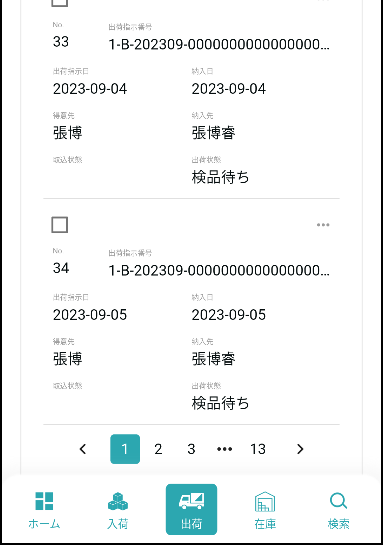 No 出荷指示番号
33 1-B-202309-0000000000000000...
出荷指示日 納入日
2023-09-04 2023-09-04
得意先 納入先
張博 張博睿
取込状態 出荷状態
検品待ち
•••
No 出荷指示番号
34 1-B-202309-0000000000000000...
出荷指示日 納入日
2023-09-05 2023-09-05
得意先 納入先
張博 張博睿
取込状態 出荷状態
検品待ち
< 1 2 3 ••• 13 >
ホーム 入荷 出荷 在庫 検索